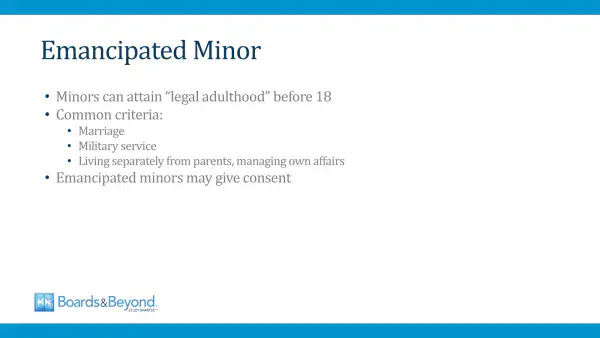 Emancipated Minor
• Minors can attain “legal adulthood” before 18
• Common criteria:
• Marriage
• Military service
• Living separately from parents, managing own affairs
• Emancipated minors may give consent
Boards&Beyond.